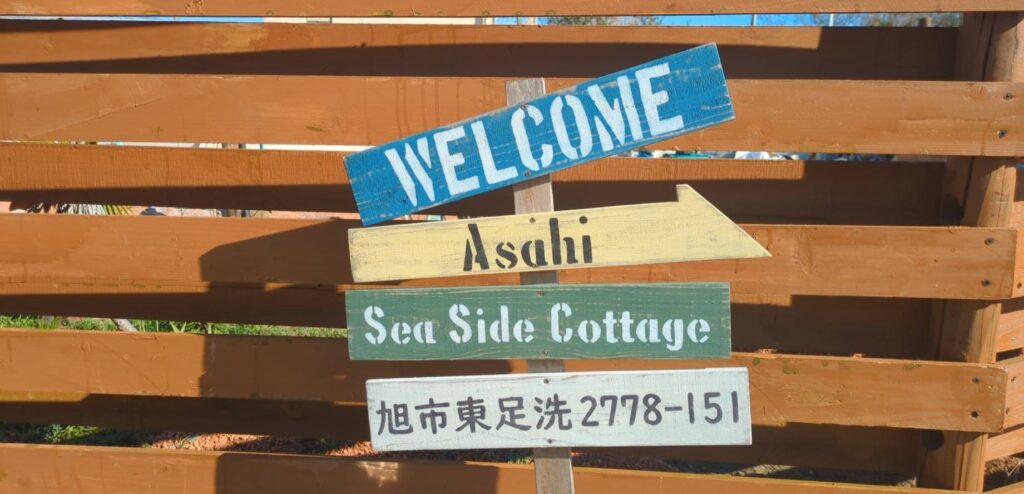 WELCOME
Asahi
Sea Side Cottage
旭市東足洗2778-151